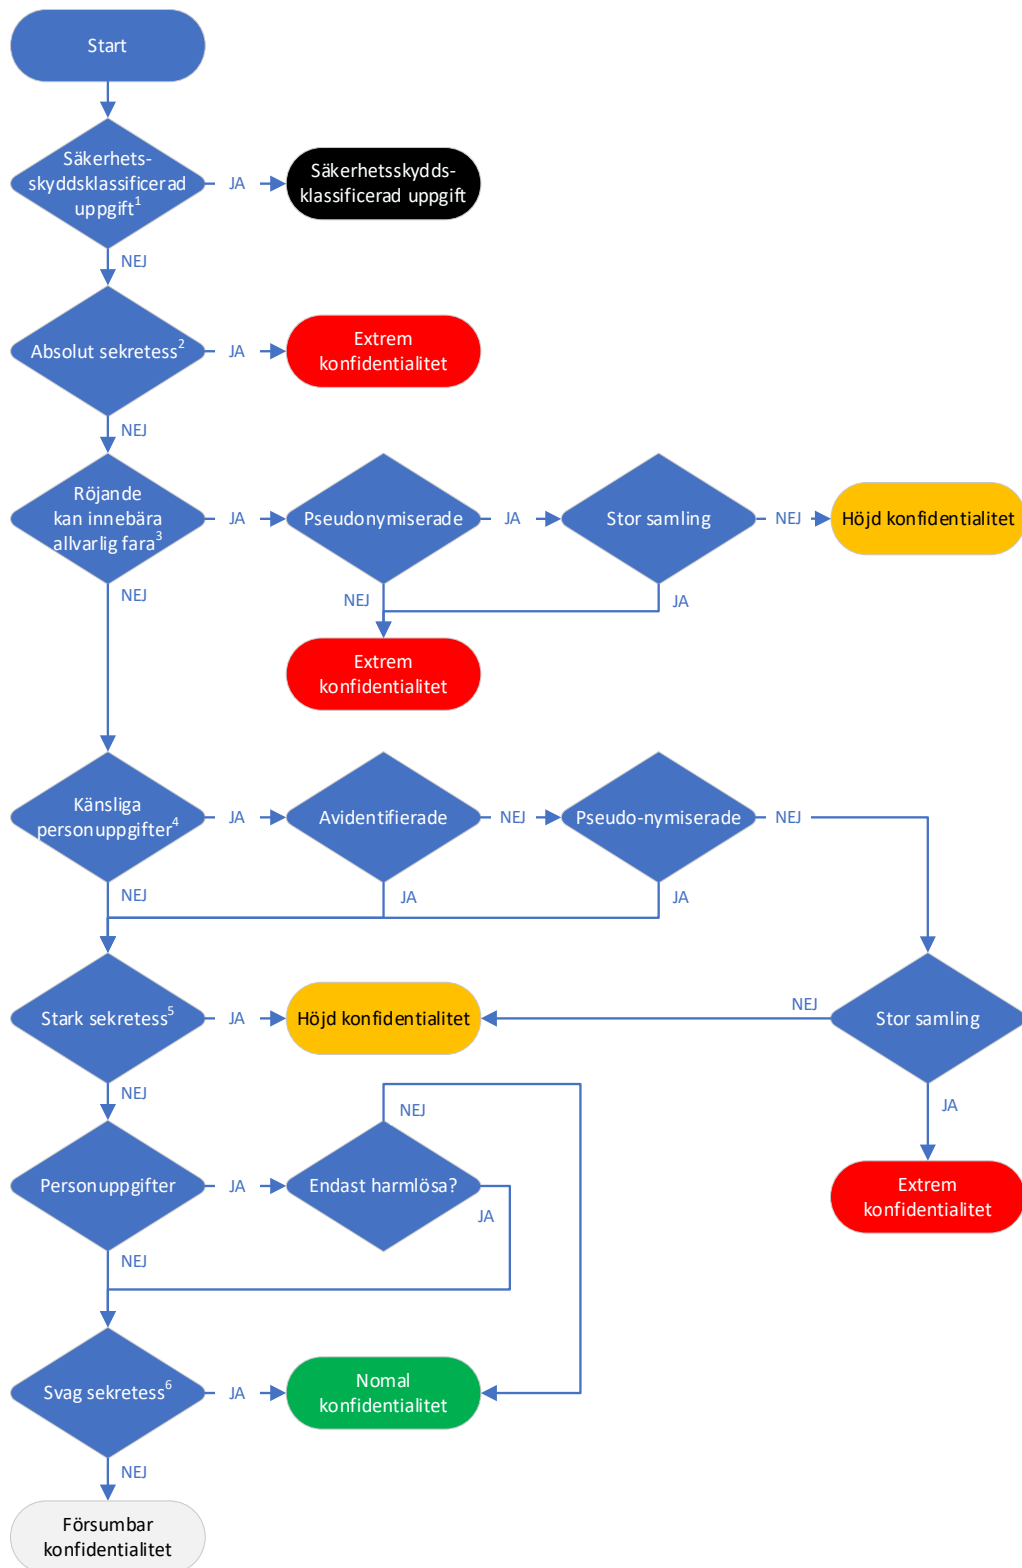 Start
Säkerhets-
skyddsklassificerad
uppgift1
JA
Säkerhetsskydds-
klassificerad uppgift
NEJ
Absolut sekretess2
JA
Extrem
konfidentialitet
NEJ
Röjande
kan innebära
allvarlig fara3
JA
Pseudonymiserade
JA
Stor samling
NEJ
Höjd konfidentialitet
NEJ
NEJ
JA
Extrem
konfidentialitet
Känsliga
personuppgifter4
JA
Avidentifierade
NEJ
Pseudo-nymiserade
NEJ
NEJ
JA
JA
Stark sekretess5
JA
Höjd konfidentialitet
NEJ
Stor samling
NEJ
NEJ
JA
Personuppgifter
JA
Endast harmlösa?
JA
Extrem
konfidentialitet
NEJ
Svag sekretess6
JA
Nomal
konfidentialitet
NEJ
Försumbar
konfidentialitet